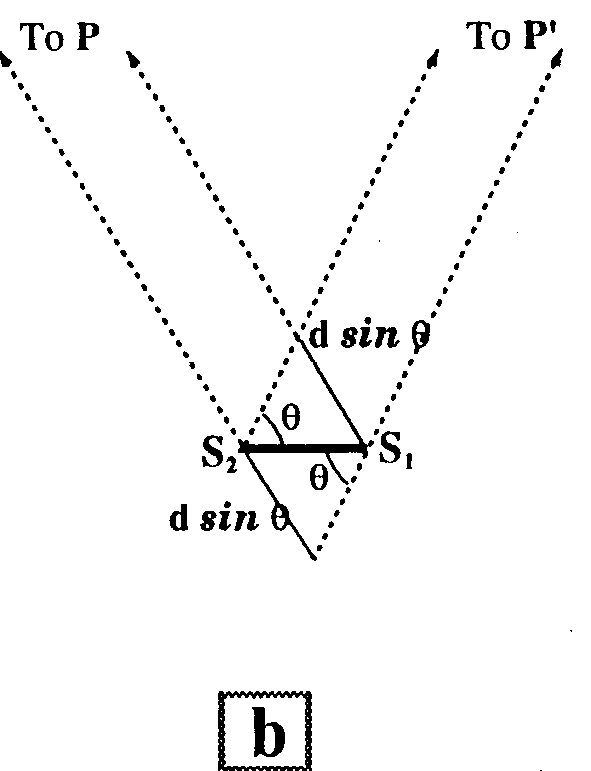 To P
To P'
d sin θ
θ
S₂
S₁
θ
d sin θ
b